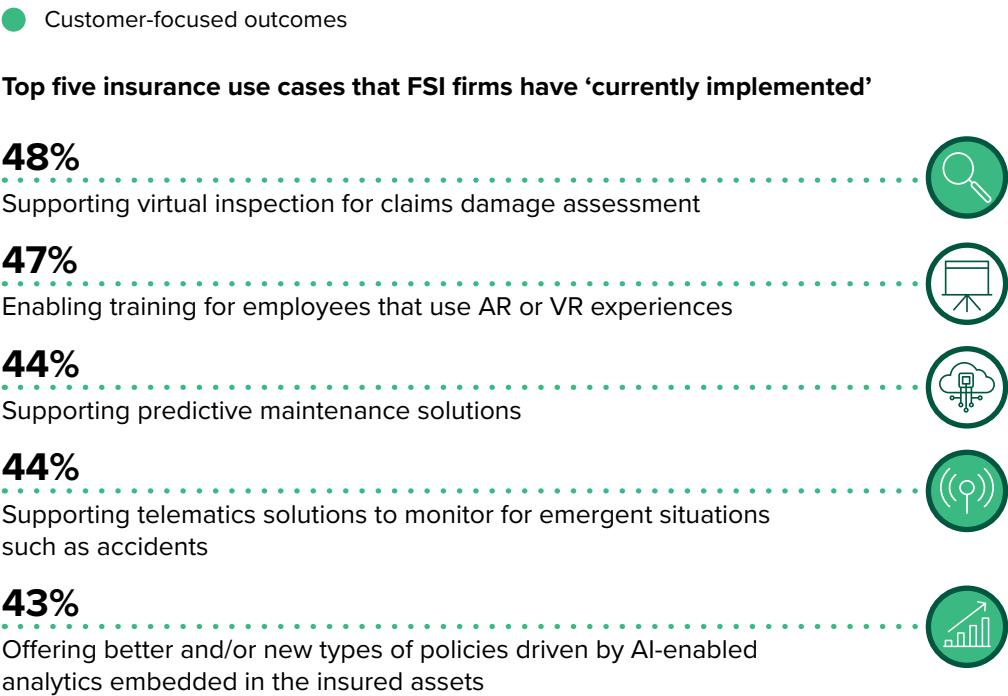 Customer-focused outcomes
Top five insurance use cases that FSI firms have ‘currently implemented’
48%
Supporting virtual inspection for claims damage assessment
47%
Enabling training for employees that use AR or VR experiences
44%
Supporting predictive maintenance solutions
44%
Supporting telematics solutions to monitor for emergent situations
such as accidents
43%
Offering better and/or new types of policies driven by AI-enabled
analytics embedded in the insured assets